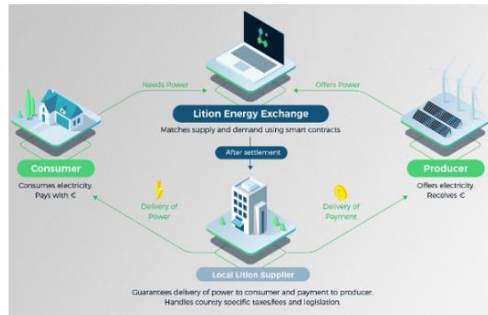 Needs Power
Offers Power
Lition Energy Exchange
Matches supply and demand using smart contracts
After settlement
Consumer
Consumes electricity.
Pays with €
Producer
Offers electricity.
Receives €
Delivery of
Power
Delivery of
Payment
Local Lition Supplier
Guarantees delivery of power to consumer and payment to producer.
Handles country specific taxes/fees and legislation.